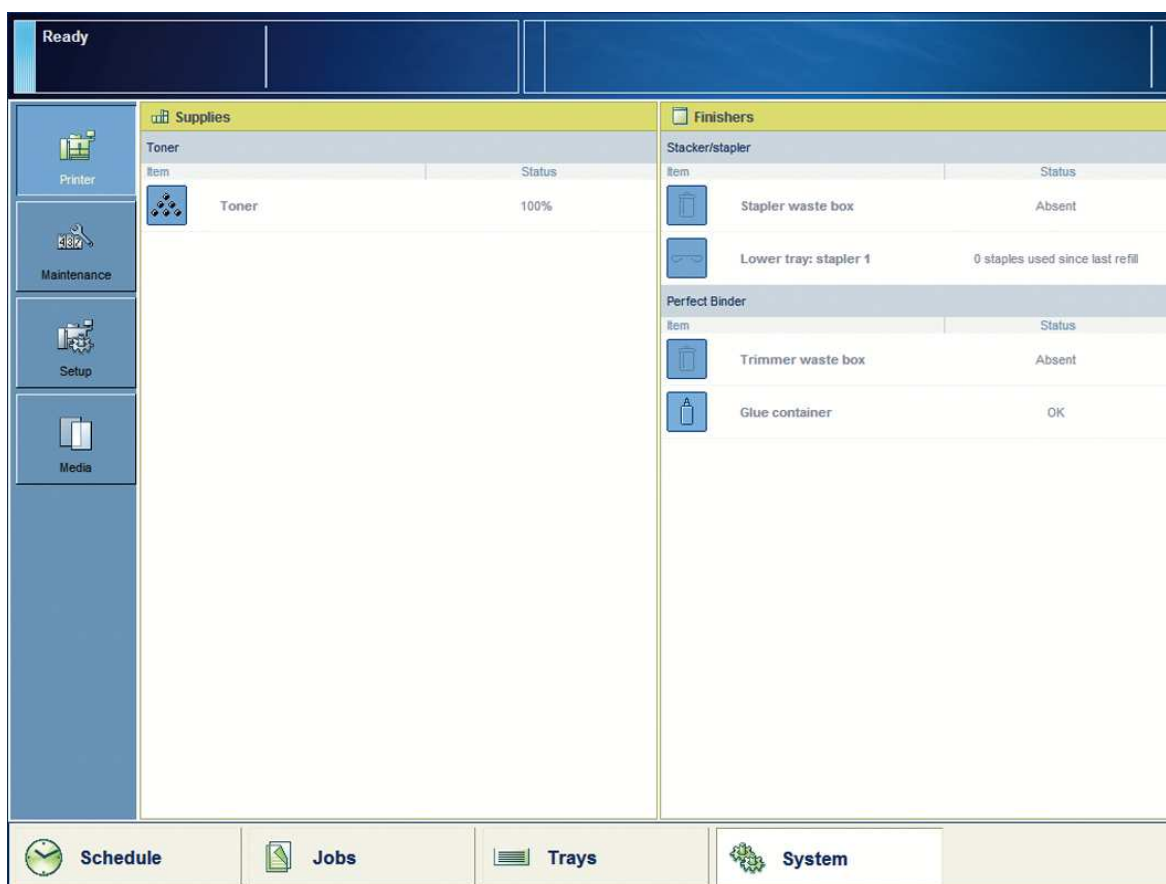 Ready
Printer
Maintenance
Setup
Media
Supplies
Toner
Item Status
Toner 100%
Finishers
Stacker/stapler
Item Status
Stapler waste box Absent
Lower tray: stapler 1 0 staples used since last refill
Perfect Binder
Item Status
Trimmer waste box Absent
Glue container OK
Schedule Jobs Trays System